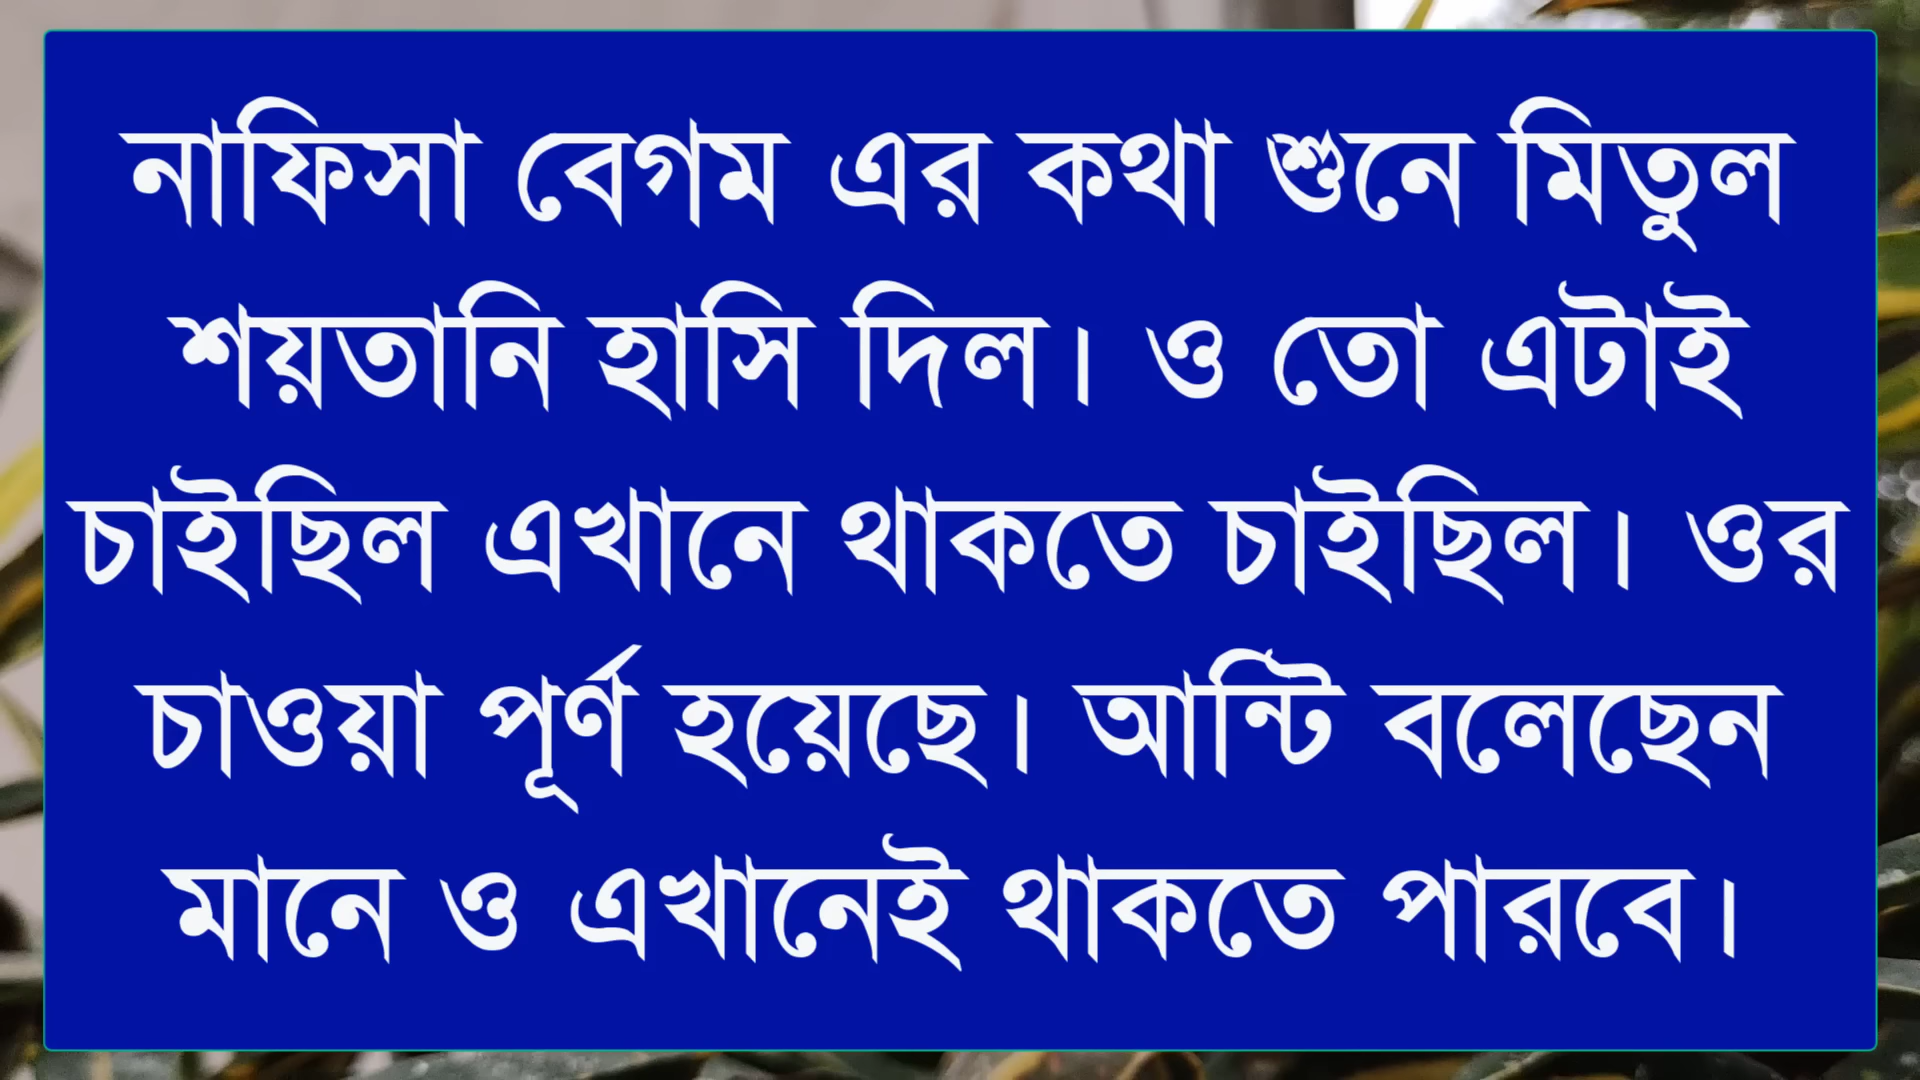 নাফিসা বেগম এর কথা শুনে মিতুল
শয়তানি হাসি দিল। ও তো এটাই
চাইছিল এখানে থাকতে চাইছিল। ওর
চাওয়া পূর্ণ হয়েছে। আন্টি বলেছেন
মানে ও এখানেই থাকতে পারবে।